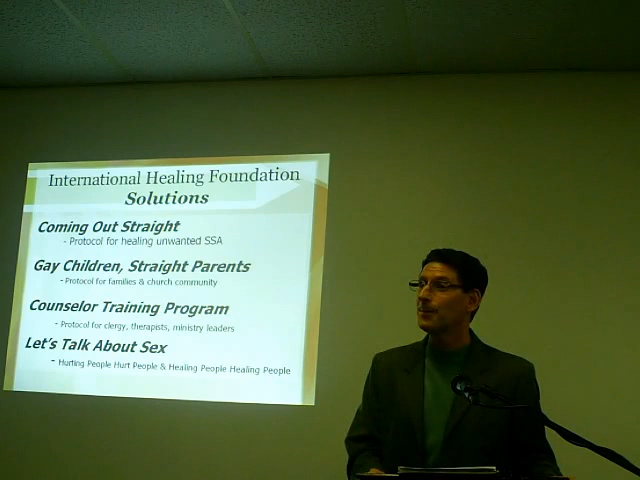 International Healing Foundation
Solutions
Coming Out Straight
- Protocol for healing unwanted SSA
Gay Children, Straight Parents
- Protocol for families & church community
Counselor Training Program
- Protocol for clergy, therapists, ministry leaders
Let's Talk About Sex
- Hurting People Hurt People & Healing People Healing People